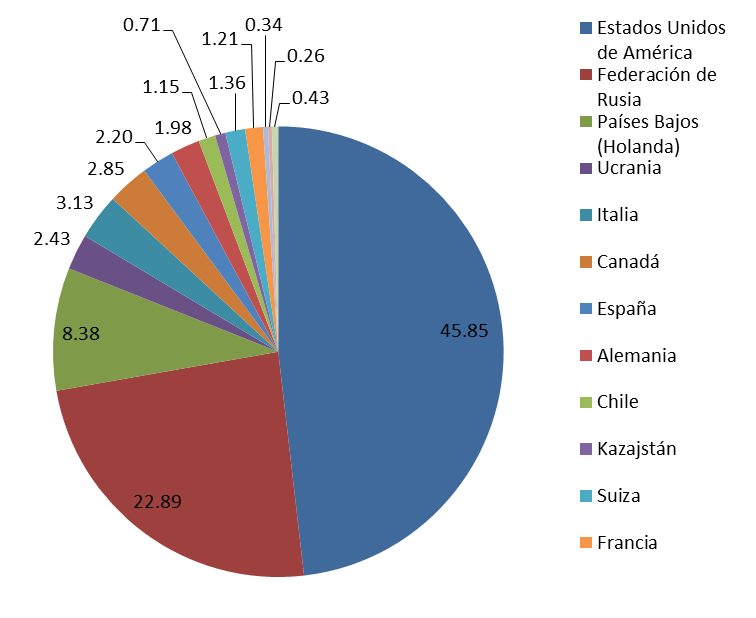 0.71
0.34
1.21
0.26
1.15
1.36
0.43
2.20
1.98
2.85
3.13
2.43
8.38
45.85
22.89
Estados Unidos
de América
Federación de
Rusia
Países Bajos
(Holanda)
Ucrania
Italia
Canadá
España
Alemania
Chile
Kazajstán
Suiza
Francia